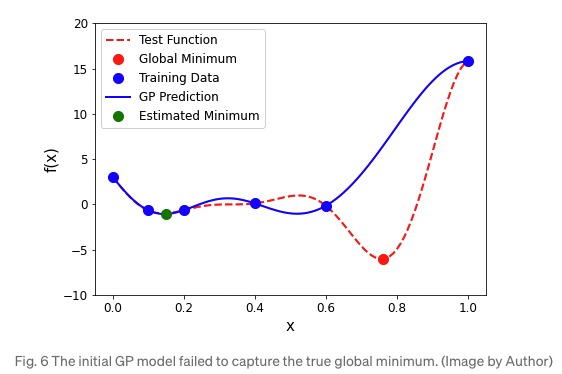 20
15
10
5
0
−5
−10
f(x)
Test Function
Global Minimum
Training Data
GP Prediction
Estimated Minimum
0.0 0.2 0.4 0.6 0.8 1.0
x
Fig. 6 The initial GP model failed to capture the true global minimum. (Image by Author)